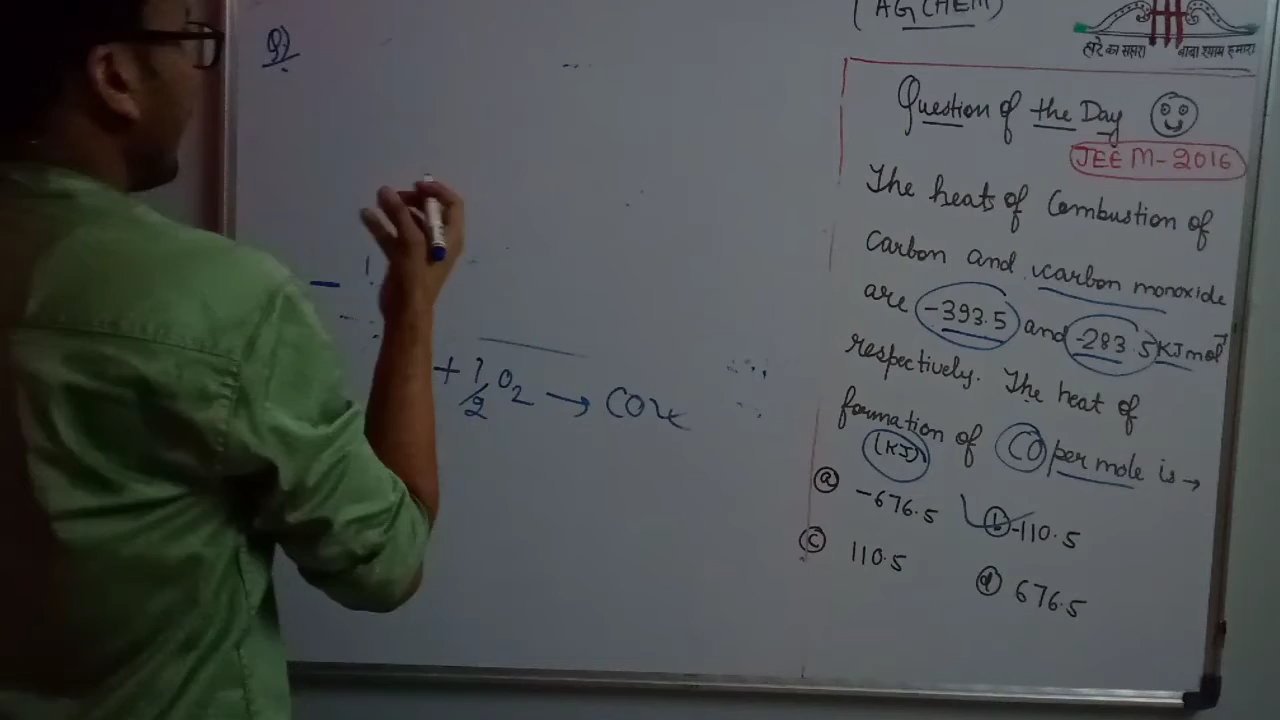 (AG CHEM)
हारे का सहारा बाबा श्याम हमारा
Q)
Question of the Day
JEE M-2016
The heats of Combustion of
Carbon and carbon monoxide
are -393.5 and -283.5 KJ mol⁻¹
respectively. The heat of
formation of CO per mole is →
(KJ)
ⓐ -676.5 ⓑ -110.5
ⓒ 110.5 ⓓ 676.5
+ 1/2 O2 → CO2